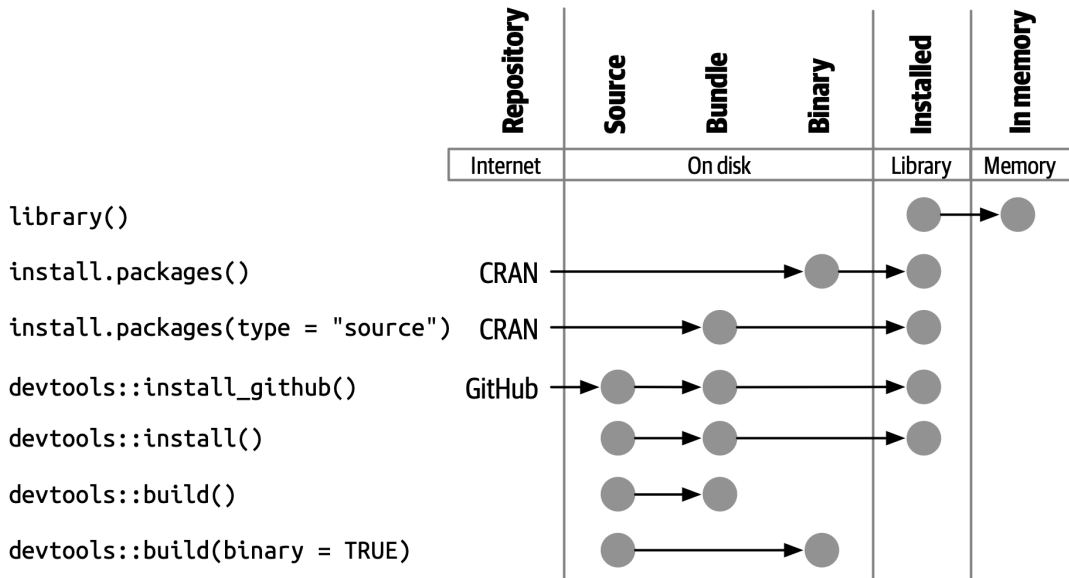 Repository Source Bundle Binary Installed In memory
Internet On disk Library Memory
library()
install.packages() CRAN
install.packages(type = "source") CRAN
devtools::install_github() GitHub
devtools::install()
devtools::build()
devtools::build(binary = TRUE)